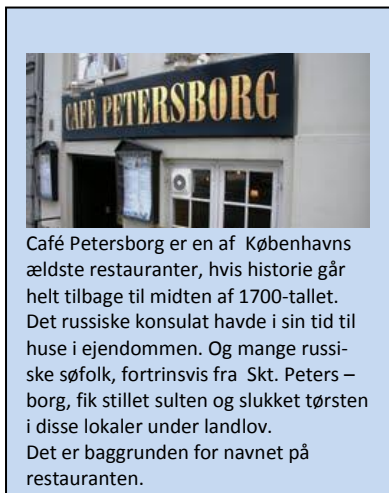 CAFÉ PETERSBORG
Café Petersborg er en af Københavns
ældste restauranter, hvis historie går
helt tilbage til midten af 1700-tallet.
Det russiske konsulat havde i sin tid til
huse i ejendommen. Og mange russi-
ske søfolk, fortrinsvis fra Skt. Peters –
borg, fik stillet sulten og slukket tørsten
i disse lokaler under landlov.
Det er baggrunden for navnet på
restauranten.